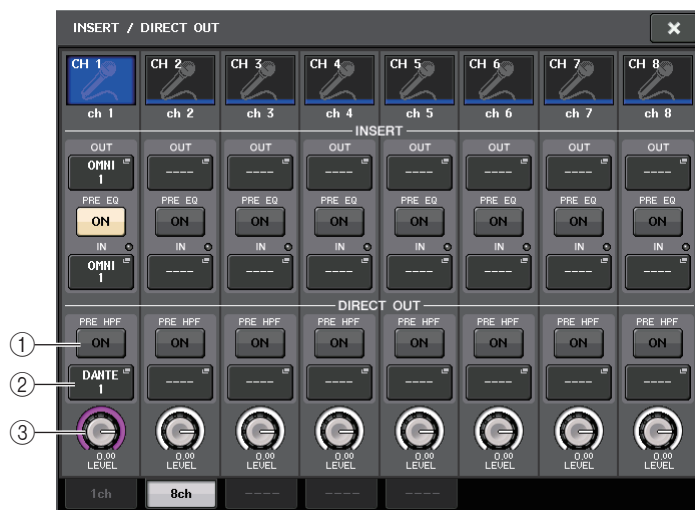 INSERT / DIRECT OUT
CH 1 CH 2 CH 3 CH 4 CH 5 CH 6 CH 7 CH 8
ch 1 ch 2 ch 3 ch 4 ch 5 ch 6 ch 7 ch 8
INSERT
OUT OUT OUT OUT OUT OUT OUT OUT
OMNI 1 ---- ---- ---- ---- ---- ---- ----
PRE EQ PRE EQ PRE EQ PRE EQ PRE EQ PRE EQ PRE EQ PRE EQ
ON ON ON ON ON ON ON ON
IN IN IN IN IN IN IN IN
OMNI 1 ---- ---- ---- ---- ---- ---- ----
DIRECT OUT
PRE HPF PRE HPF PRE HPF PRE HPF PRE HPF PRE HPF PRE HPF PRE HPF
① ON ON ON ON ON ON ON ON
② DANTE 1 ---- ---- ---- ---- ---- ---- ----
③
0.00 0.00 0.00 0.00 0.00 0.00 0.00 0.00
LEVEL LEVEL LEVEL LEVEL LEVEL LEVEL LEVEL LEVEL
1ch 8ch ---- ---- ----